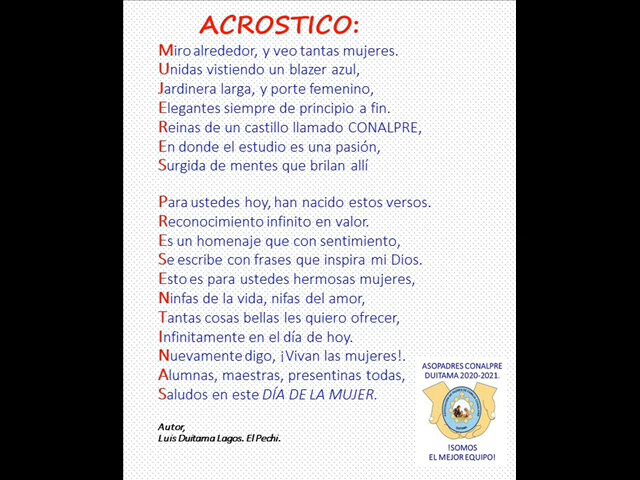 ACROSTICO:
Miro alrededor, y veo tantas mujeres.
Unidas vistiendo un blazer azul,
Jardinera larga, y porte femenino,
Elegantes siempre de principio a fin.
Reinas de un castillo llamado CONALPRE,
En donde el estudio es una pasión,
Surgida de mentes que brilan allí
Para ustedes hoy, han nacido estos versos.
Reconocimiento infinito en valor.
Es un homenaje que con sentimiento,
Se escribe con frases que inspira mi Dios.
Esto es para ustedes hermosas mujeres,
Ninfas de la vida, nifas del amor,
Tantas cosas bellas les quiero ofrecer,
Infinitamente en el día de hoy.
Nuevamente digo, ¡Vivan las mujeres!.
Alumnas, maestras, presentinas todas,
Saludos en este DÍA DE LA MUJER.
Autor,
Luis Duitama Lagos. El Pechi.
ASOPADRES CONALPRE
DUITAMA 2020-2021.
!SOMOS
EL MEJOR EQUIPO!